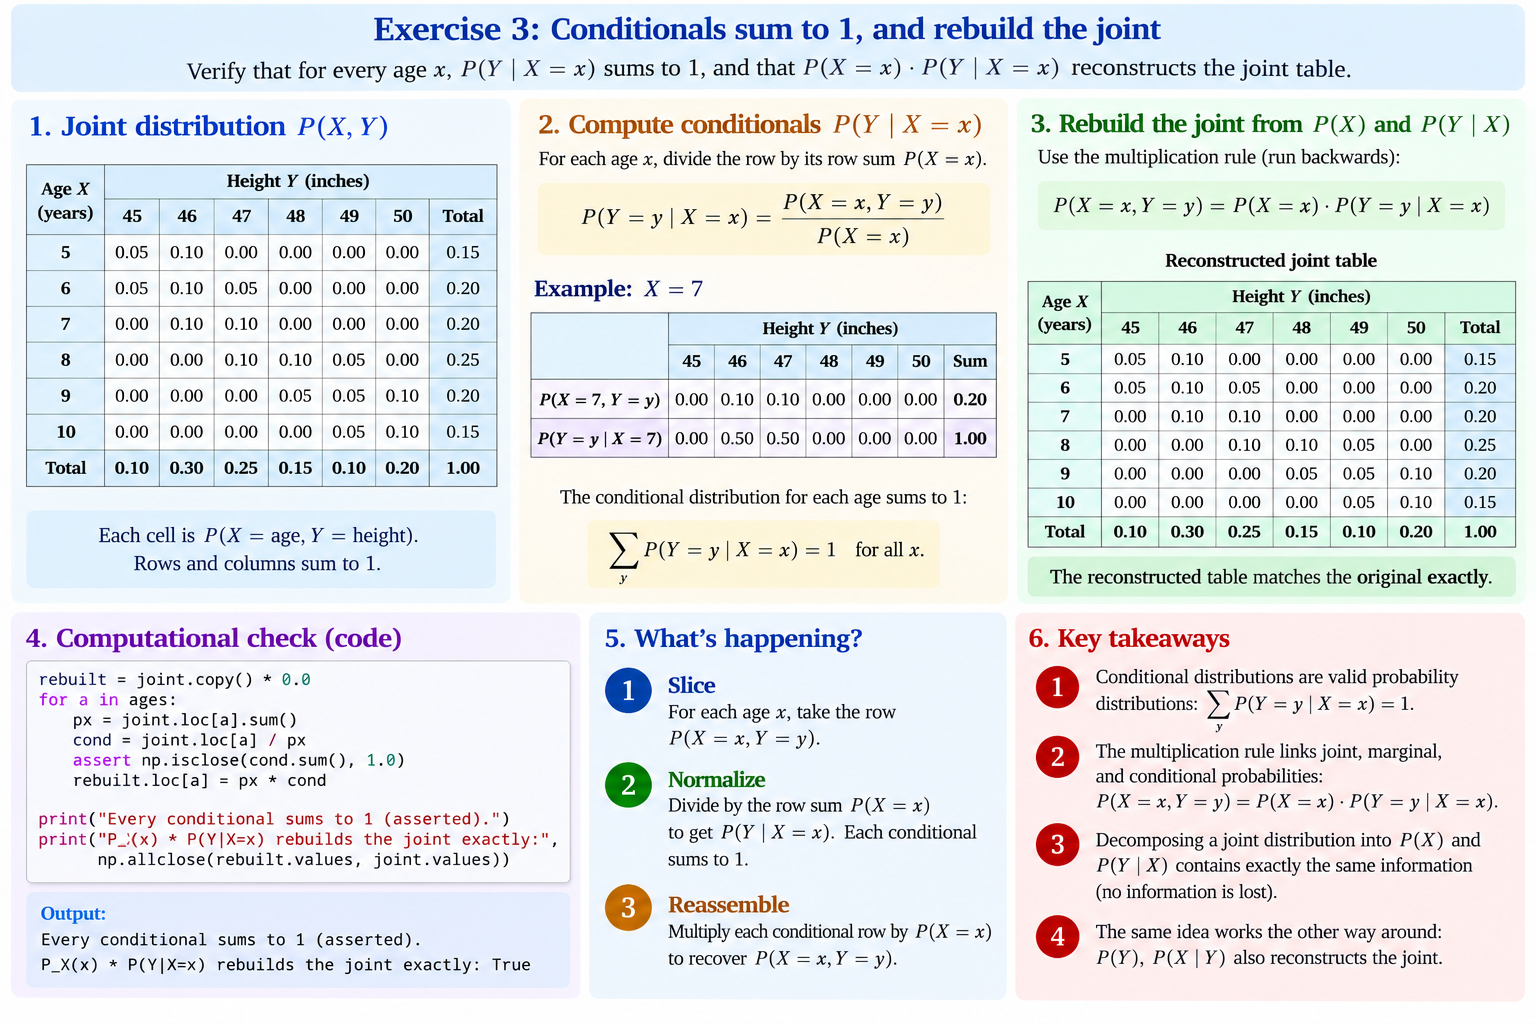 Exercise 3: Conditionals sum to 1, and rebuild the joint
Verify that for every age x, P(Y | X = x) sums to 1, and that P(X = x) · P(Y | X = x) reconstructs the joint table.
1. Joint distribution P(X, Y)
Age X (years) Height Y (inches)
45 46 47 48 49 50 Total
5 0.05 0.10 0.00 0.00 0.00 0.00 0.15
6 0.05 0.10 0.05 0.00 0.00 0.00 0.20
7 0.00 0.10 0.10 0.00 0.00 0.00 0.20
8 0.00 0.00 0.10 0.10 0.05 0.00 0.25
9 0.00 0.00 0.00 0.05 0.05 0.10 0.20
10 0.00 0.00 0.00 0.00 0.05 0.10 0.15
Total 0.10 0.30 0.25 0.15 0.10 0.20 1.00
Each cell is P(X = age, Y = height).
Rows and columns sum to 1.
2. Compute conditionals P(Y | X = x)
For each age x, divide the row by its row sum P(X = x).
P(Y = y | X = x) = P(X = x, Y = y) / P(X = x)
Example: X = 7
Height Y (inches)
45 46 47 48 49 50 Sum
P(X = 7, Y = y) 0.00 0.10 0.10 0.00 0.00 0.00 0.20
P(Y = y | X = 7) 0.00 0.50 0.50 0.00 0.00 0.00 1.00
The conditional distribution for each age sums to 1:
∑y P(Y = y | X = x) = 1 for all x.
3. Rebuild the joint from P(X) and P(Y | X)
Use the multiplication rule (run backwards):
P(X = x, Y = y) = P(X = x) · P(Y = y | X = x)
Reconstructed joint table
Age X (years) Height Y (inches)
45 46 47 48 49 50 Total
5 0.05 0.10 0.00 0.00 0.00 0.00 0.15
6 0.05 0.10 0.05 0.00 0.00 0.00 0.20
7 0.00 0.10 0.10 0.00 0.00 0.00 0.20
8 0.00 0.00 0.10 0.10 0.05 0.00 0.25
9 0.00 0.00 0.00 0.05 0.05 0.10 0.20
10 0.00 0.00 0.00 0.00 0.05 0.10 0.15
Total 0.10 0.30 0.25 0.15 0.10 0.20 1.00
The reconstructed table matches the original exactly.
4. Computational check (code)
rebuilt = joint.copy() * 0.0
for a in ages:
    px = joint.loc[a].sum()
    cond = joint.loc[a] / px
    assert np.isclose(cond.sum(), 1.0)
    rebuilt.loc[a] = px * cond
print("Every conditional sums to 1 (asserted).")
print("P_X(x) * P(Y|X=x) rebuilds the joint exactly:",
      np.allclose(rebuilt.values, joint.values))
Output:
Every conditional sums to 1 (asserted).
P_X(x) * P(Y|X=x) rebuilds the joint exactly: True
5. What's happening?
1 Slice
For each age x, take the row
P(X = x, Y = y).
2 Normalize
Divide by the row sum P(X = x)
to get P(Y | X = x). Each conditional
sums to 1.
3 Reassemble
Multiply each conditional row by P(X = x)
to recover P(X = x, Y = y).
6. Key takeaways
1 Conditional distributions are valid probability
distributions: ∑y P(Y = y | X = x) = 1.
2 The multiplication rule links joint, marginal,
and conditional probabilities:
P(X = x, Y = y) = P(X = x) · P(Y = y | X = x).
3 Decomposing a joint distribution into P(X) and
P(Y | X) contains exactly the same information
(no information is lost).
4 The same idea works the other way around:
P(Y), P(X | Y) also reconstructs the joint.